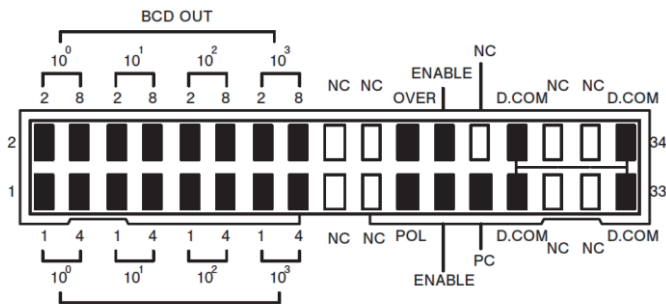 BCD OUT
10⁰ 10¹ 10² 10³ NC
2 8 2 8 2 8 2 8 NC NC OVER ENABLE D.COM NC NC D.COM
2 34
1 33
1 4 1 4 1 4 1 4 NC NC POL ENABLE PC D.COM NC NC D.COM
10⁰ 10¹ 10² 10³